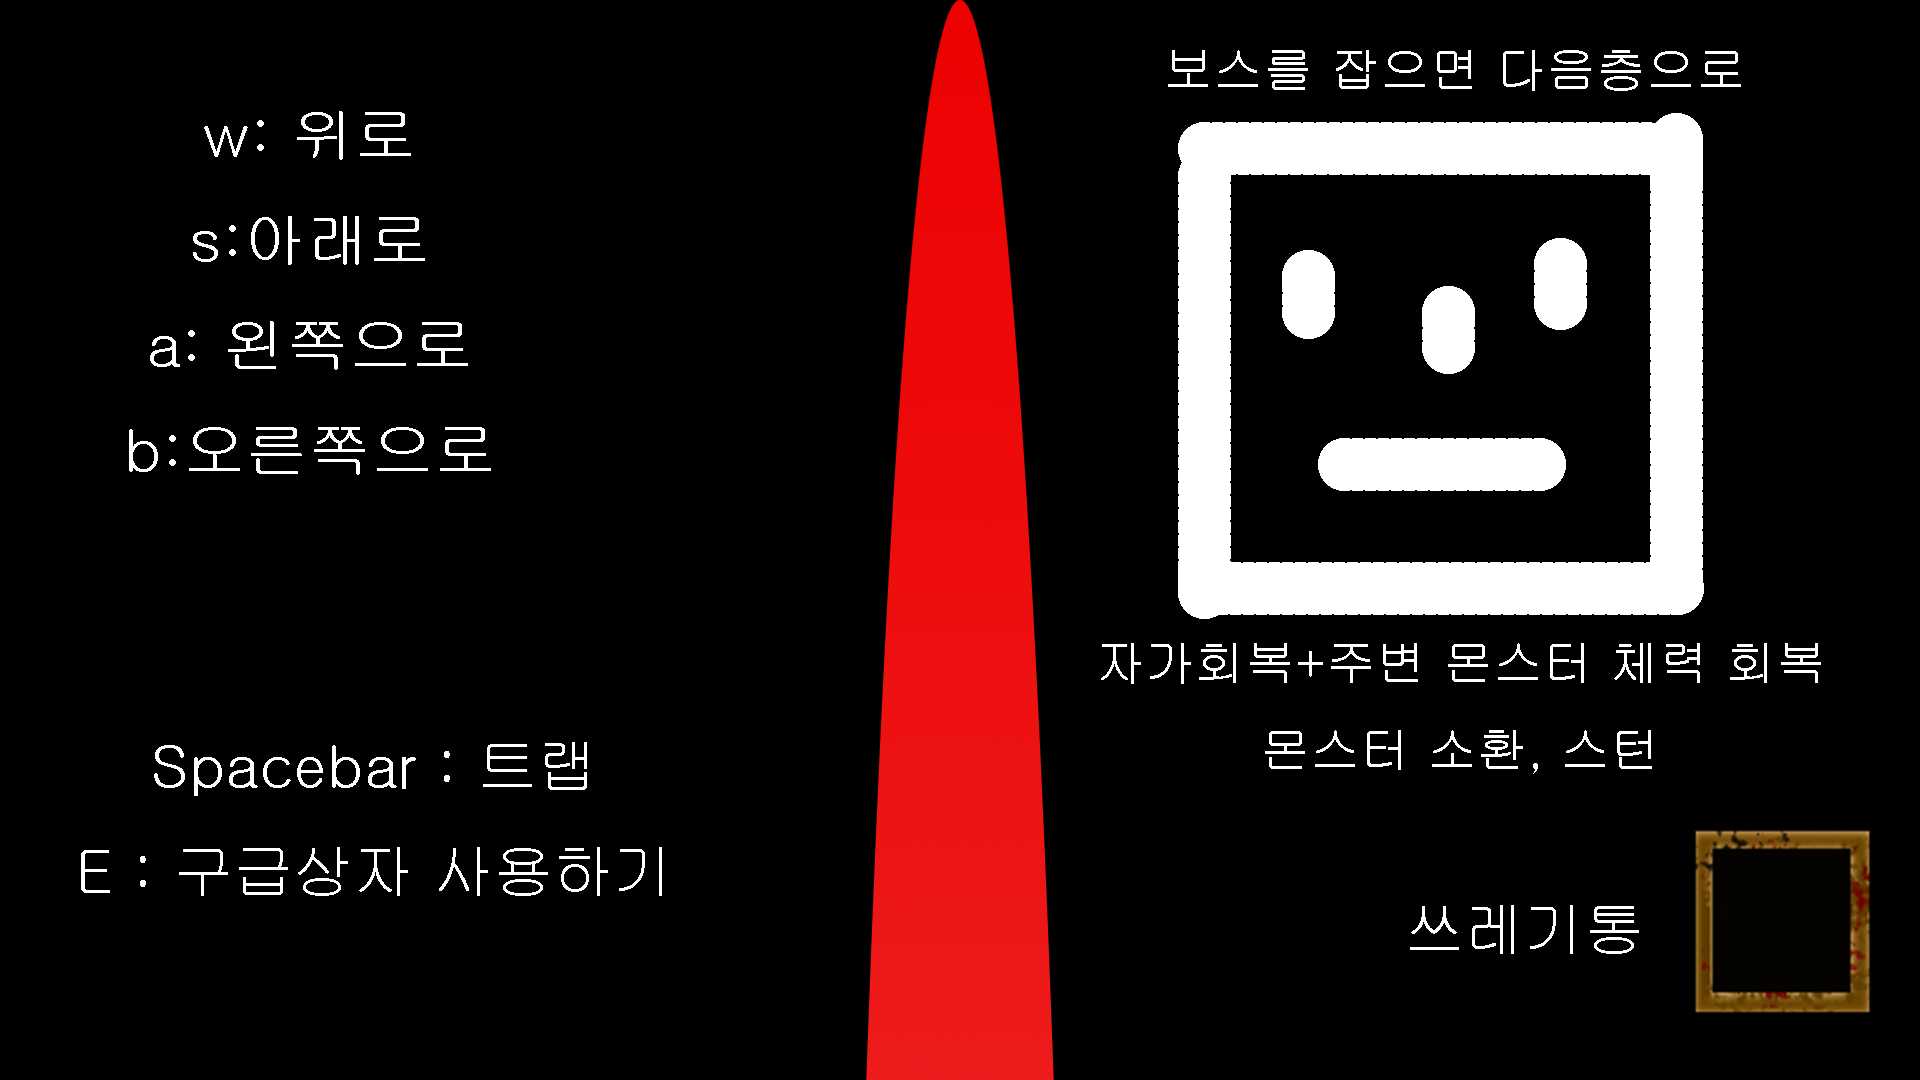 w: 위로
s:아래로
a: 왼쪽으로
b:오른쪽으로
Spacebar : 트랩
E : 구급상자 사용하기
보스를 잡으면 다음층으로
자가회복+주변 몬스터 체력 회복
몬스터 소환, 스턴
쓰레기통